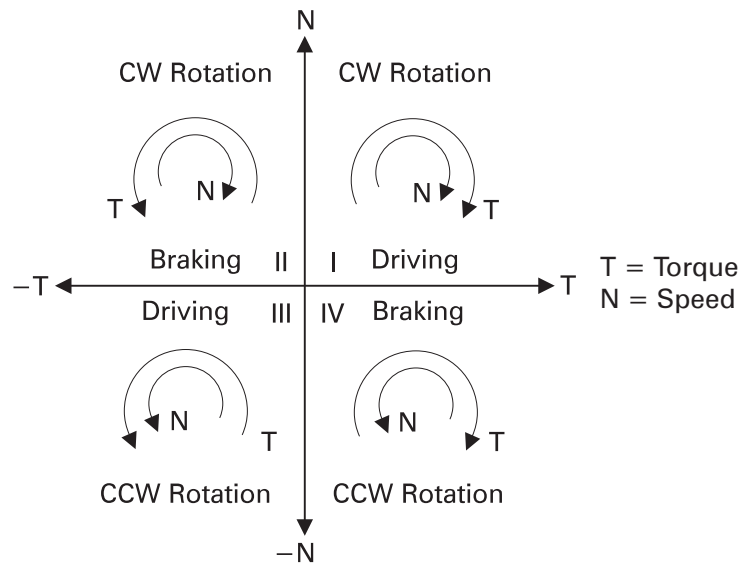 N
CW Rotation
CW Rotation
N
T
N
T
Braking II
I Driving
−T
T
T = Torque
N = Speed
Driving III
IV Braking
N
T
N
T
CCW Rotation
CCW Rotation
−N